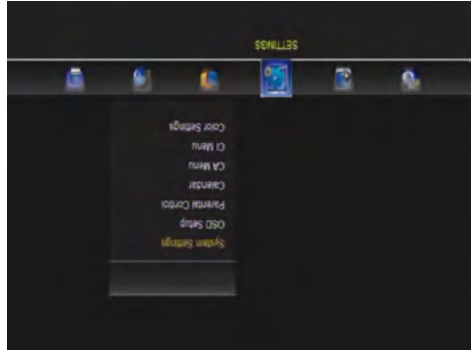 System Settings
OSD Setup
Parental Control
Calendar
CA Menu
CI Menu
Color Settings
SETTINGS